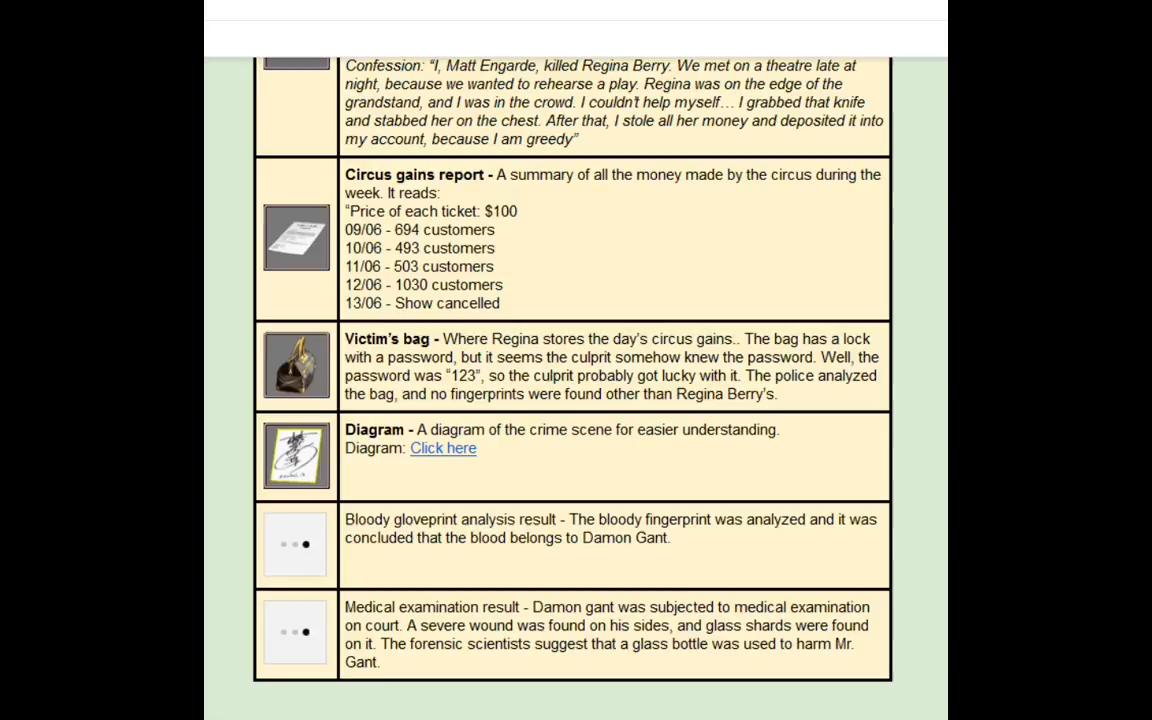 Confession: “I, Matt Engarde, killed Regina Berry. We met on a theatre late at
night, because we wanted to rehearse a play. Regina was on the edge of the
grandstand, and I was in the crowd. I couldn't help myself… I grabbed that knife
and stabbed her on the chest. After that, I stole all her money and deposited it into
my account, because I am greedy”
Circus gains report - A summary of all the money made by the circus during the
week. It reads:
“Price of each ticket: $100
09/06 - 694 customers
10/06 - 493 customers
11/06 - 503 customers
12/06 - 1030 customers
13/06 - Show cancelled
Victim’s bag - Where Regina stores the day’s circus gains.. The bag has a lock
with a password, but it seems the culprit somehow knew the password. Well, the
password was “123”, so the culprit probably got lucky with it. The police analyzed
the bag, and no fingerprints were found other than Regina Berry’s.
Diagram - A diagram of the crime scene for easier understanding.
Diagram: Click here
Bloody gloveprint analysis result - The bloody fingerprint was analyzed and it was
concluded that the blood belongs to Damon Gant.
Medical examination result - Damon gant was subjected to medical examination
on court. A severe wound was found on his sides, and glass shards were found
on it. The forensic scientists suggest that a glass bottle was used to harm Mr.
Gant.